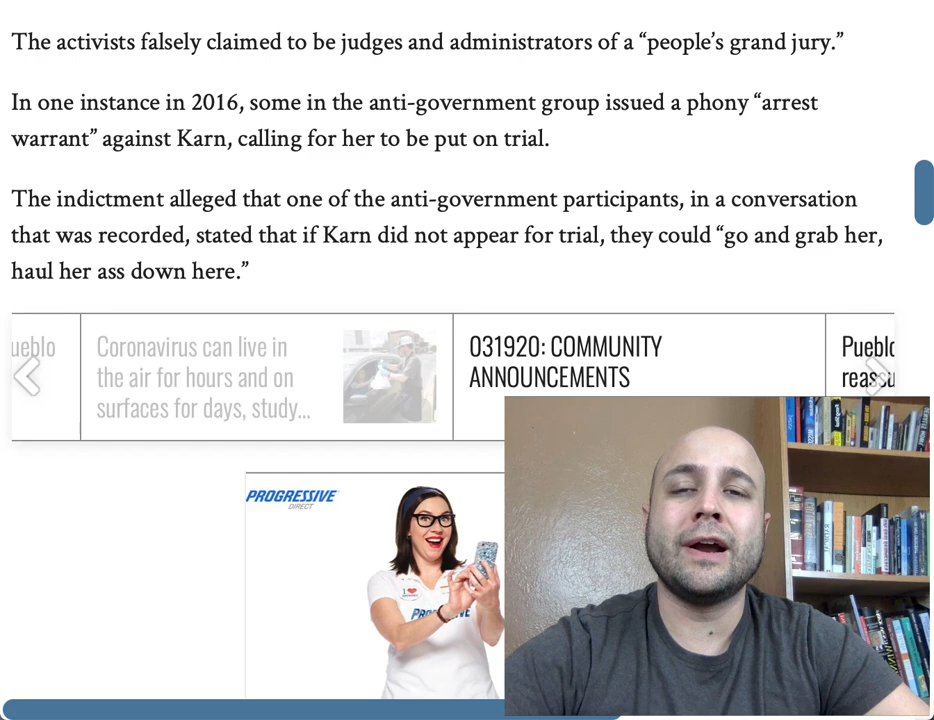 The activists falsely claimed to be judges and administrators of a “people’s grand jury.”
In one instance in 2016, some in the anti-government group issued a phony “arrest
warrant” against Karn, calling for her to be put on trial.
The indictment alleged that one of the anti-government participants, in a conversation
that was recorded, stated that if Karn did not appear for trial, they could “go and grab her,
haul her ass down here.”
ueblo
Coronavirus can live in
the air for hours and on
surfaces for days, study...
031920: COMMUNITY
ANNOUNCEMENTS
Pueblo
reassu
PROGRESSIVE
DIRECT